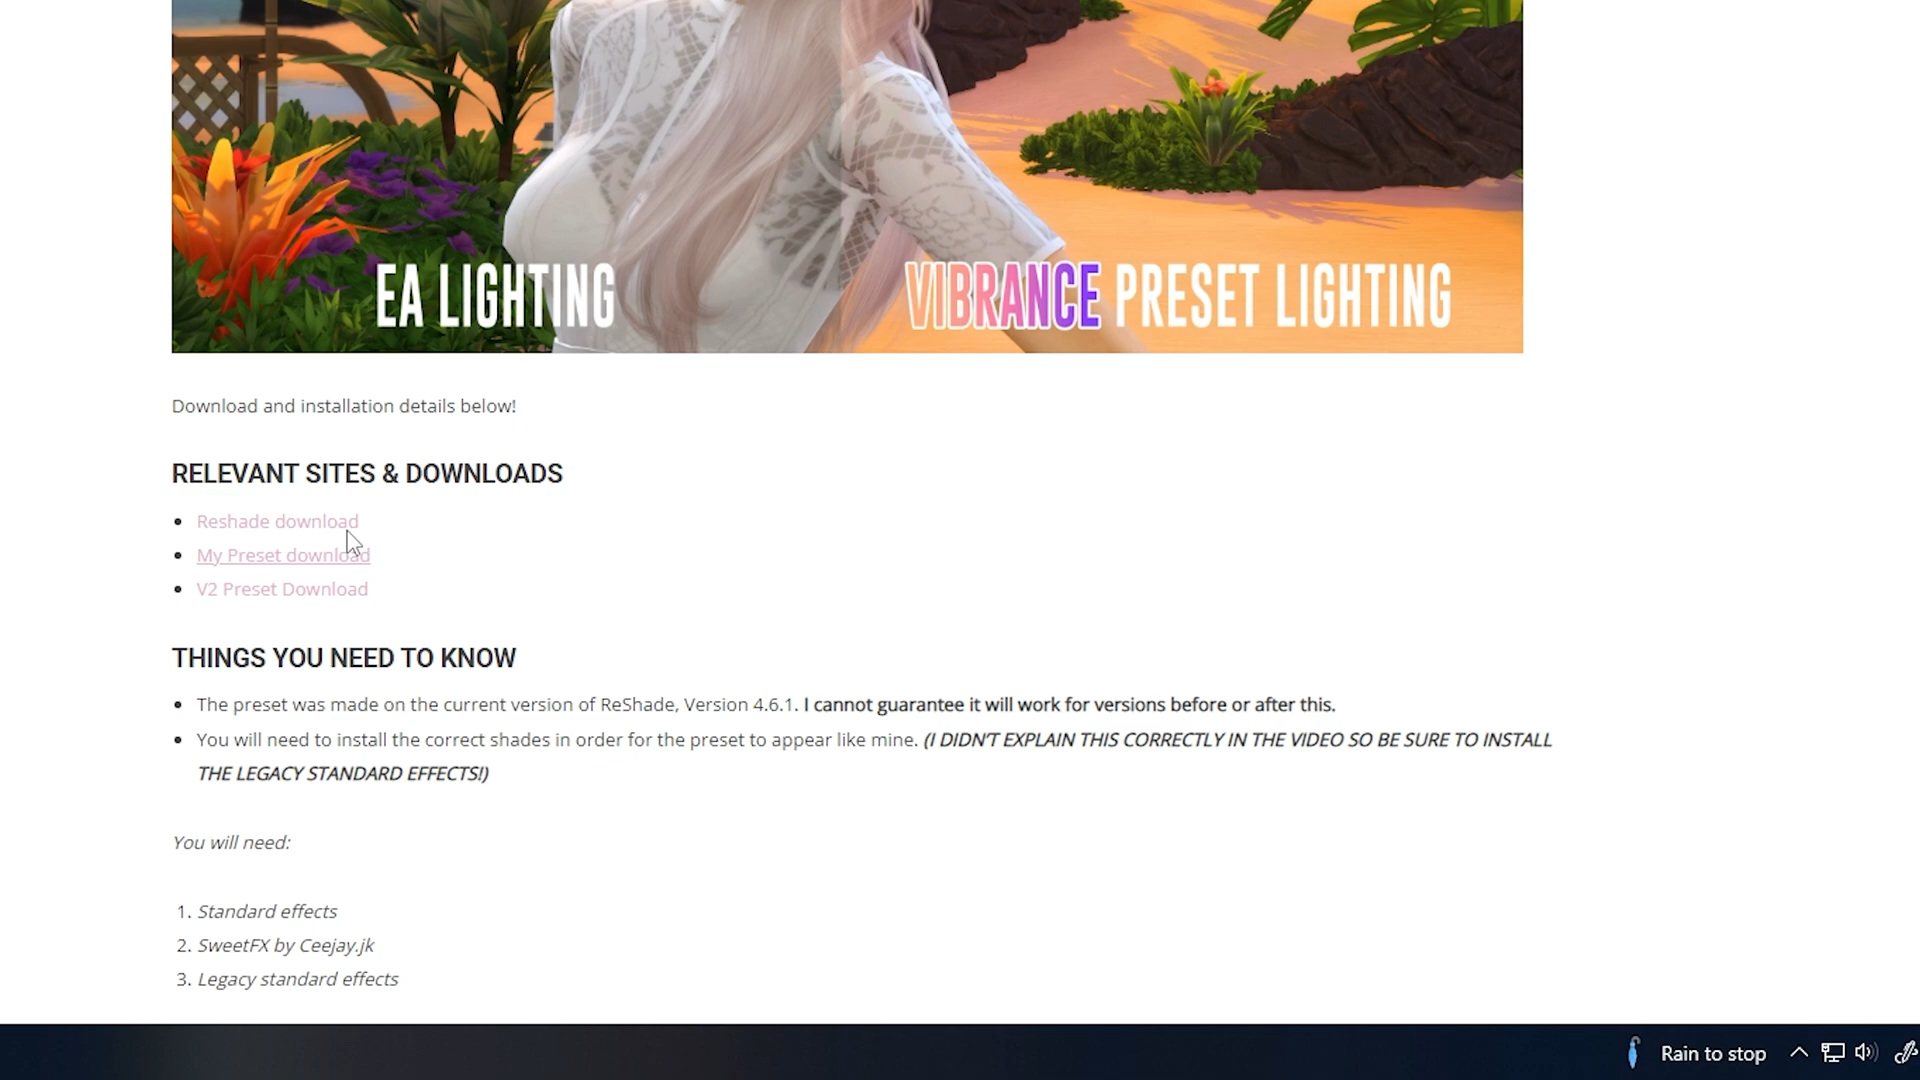 EA LIGHTING
VIBRANCE PRESET LIGHTING
Download and installation details below!
RELEVANT SITES & DOWNLOADS
Reshade download
My Preset download
V2 Preset Download
THINGS YOU NEED TO KNOW
The preset was made on the current version of ReShade, Version 4.6.1. I cannot guarantee it will work for versions before or after this.
You will need to install the correct shades in order for the preset to appear like mine. (I DIDN'T EXPLAIN THIS CORRECTLY IN THE VIDEO SO BE SURE TO INSTALL
THE LEGACY STANDARD EFFECTS!)
You will need:
1. Standard effects
2. SweetFX by Ceejay.jk
3. Legacy standard effects
Rain to stop